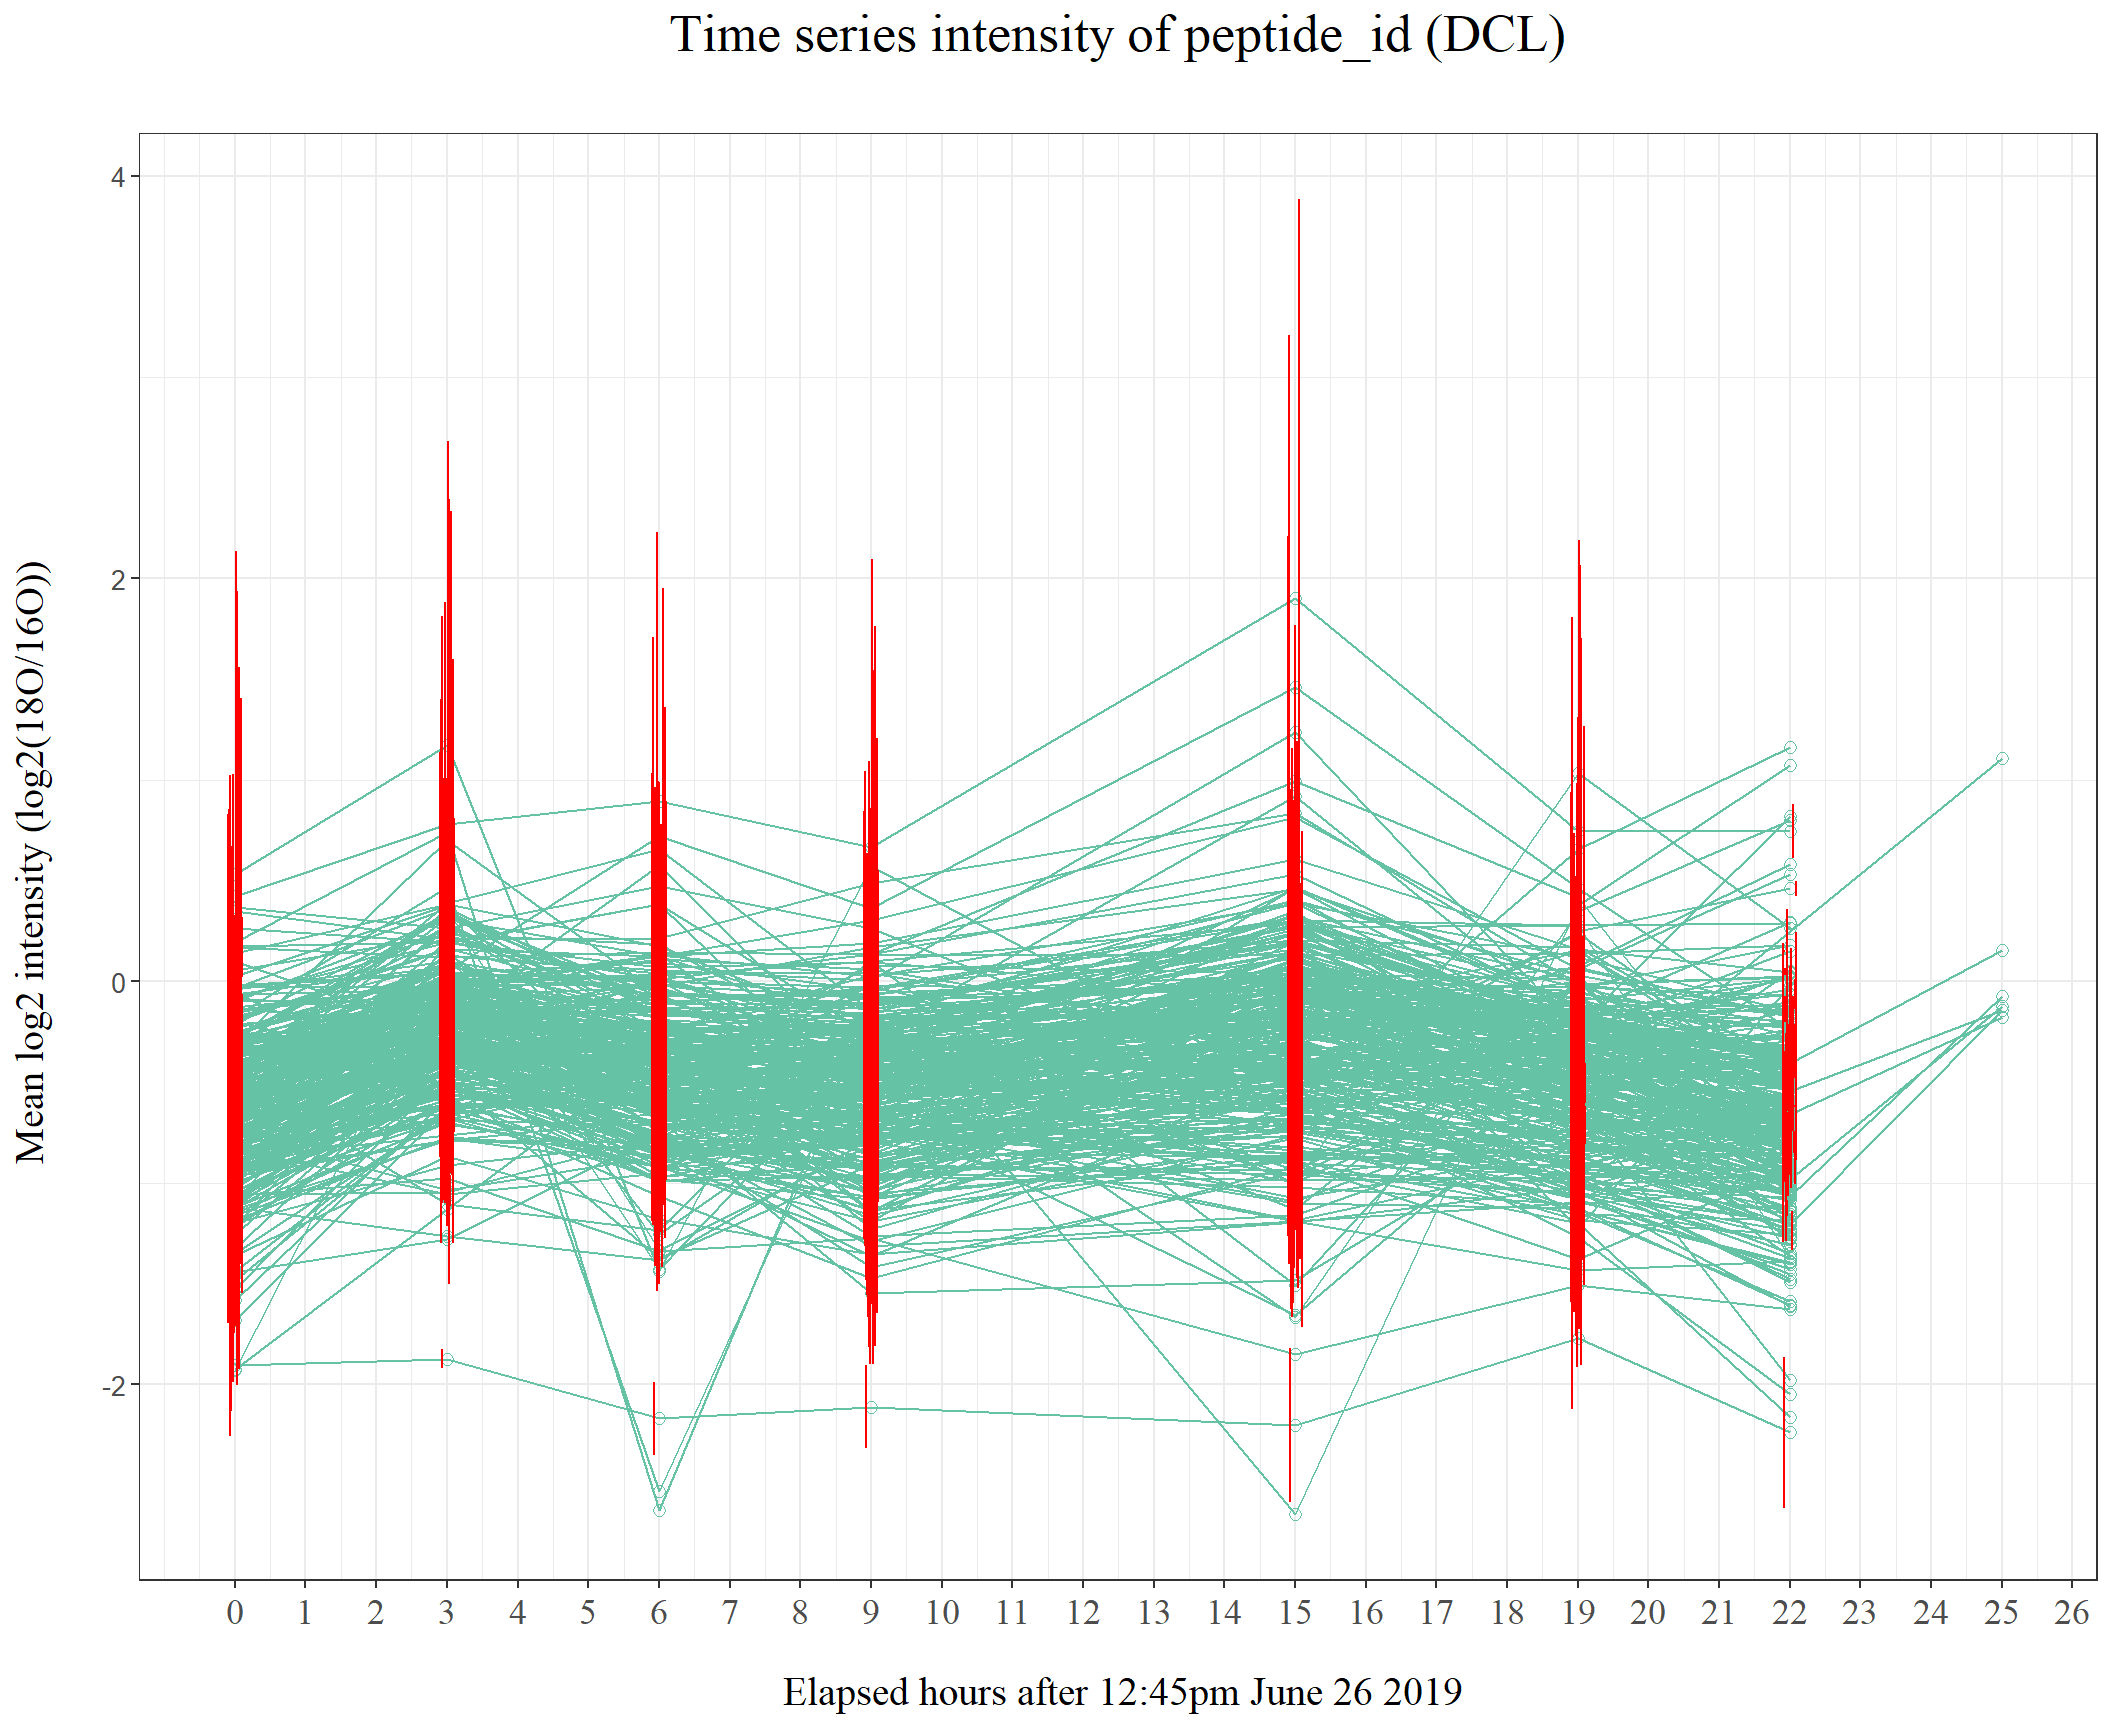 Time series intensity of peptide_id (DCL)
Mean log2 intensity (log2(18O/16O))
4
2
0
-2
0 1 2 3 4 5 6 7 8 9 10 11 12 13 14 15 16 17 18 19 20 21 22 23 24 25 26
Elapsed hours after 12:45pm June 26 2019